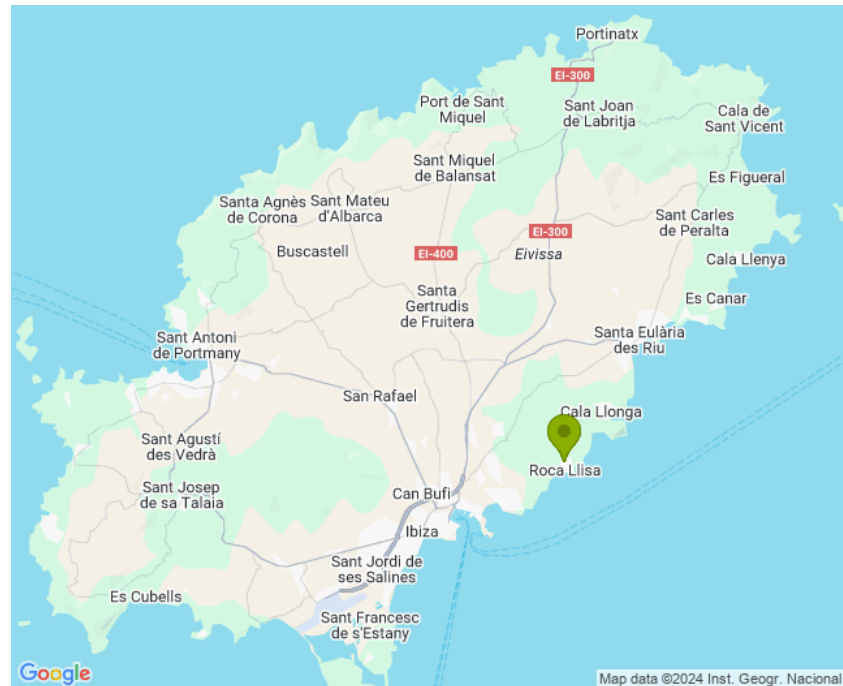 Portinatx
EI-300
Port de Sant
Miquel
Sant Joan
de Labritja
Cala de
Sant Vicent
Sant Miquel
de Balansat
Es Figueral
Santa Agnès
de Corona
Sant Mateu
d'Albarca
Sant Carles
de Peralta
Buscastell
EI-400
EI-300
Eivissa
Cala Llenya
Santa
Gertrudis
de Fruitera
Es Canar
Sant Antoni
de Portmany
Santa Eulària
des Riu
San Rafael
Cala Llonga
Sant Agustí
des Vedrà
Roca Llisa
Sant Josep
de sa Talaia
Can Bufi
Ibiza
Sant Jordi de
ses Salines
Es Cubells
Sant Francesc
de s'Estany
Google
Map data ©2024 Inst. Geogr. Nacional